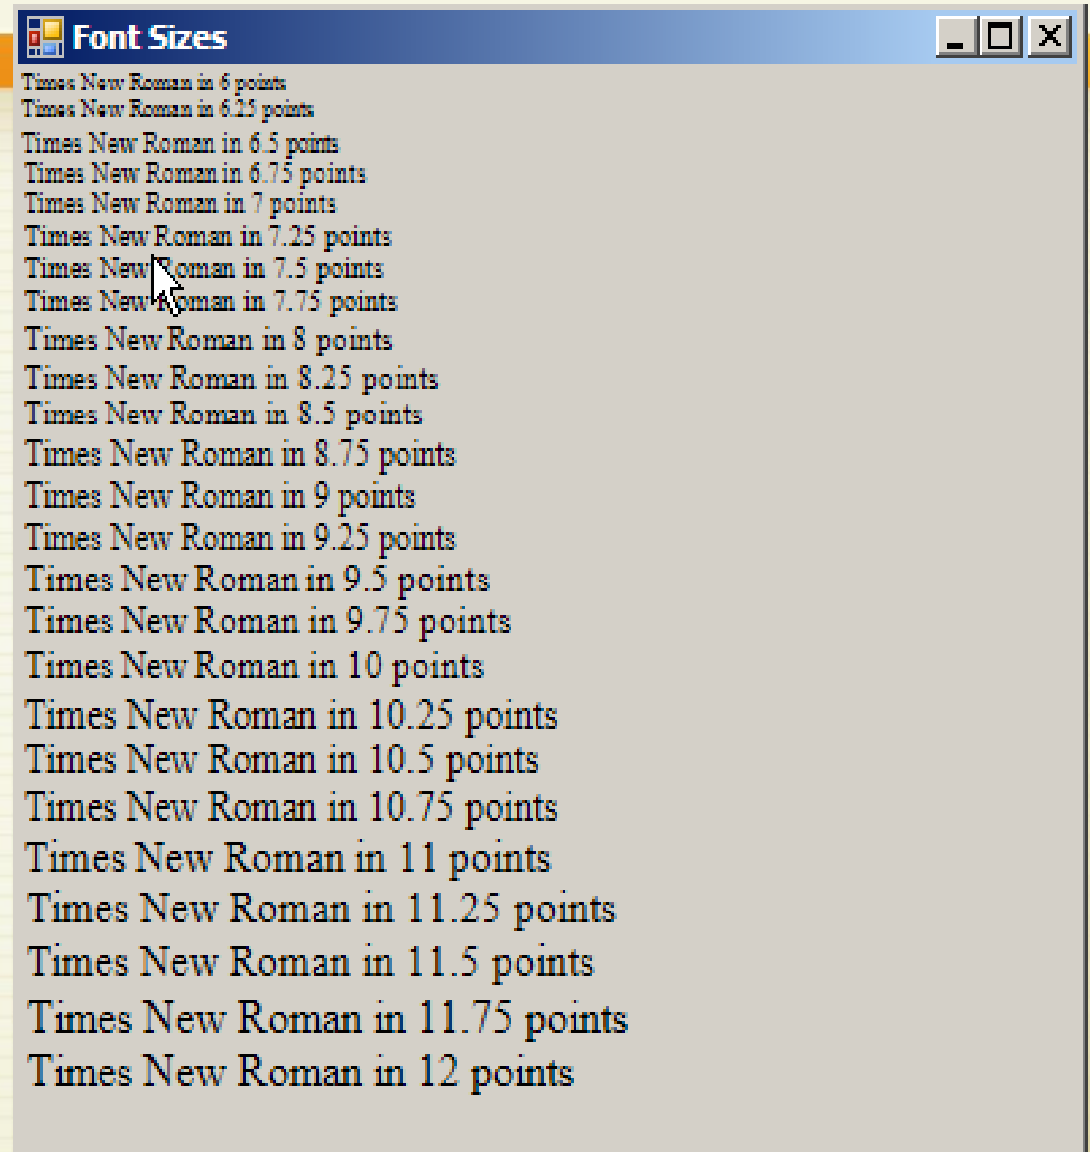 Font Sizes
Times New Roman in 6 points
Times New Roman in 6.25 points
Times New Roman in 6.5 points
Times New Roman in 6.75 points
Times New Roman in 7 points
Times New Roman in 7.25 points
Times New Roman in 7.5 points
Times New Roman in 7.75 points
Times New Roman in 8 points
Times New Roman in 8.25 points
Times New Roman in 8.5 points
Times New Roman in 8.75 points
Times New Roman in 9 points
Times New Roman in 9.25 points
Times New Roman in 9.5 points
Times New Roman in 9.75 points
Times New Roman in 10 points
Times New Roman in 10.25 points
Times New Roman in 10.5 points
Times New Roman in 10.75 points
Times New Roman in 11 points
Times New Roman in 11.25 points
Times New Roman in 11.5 points
Times New Roman in 11.75 points
Times New Roman in 12 points